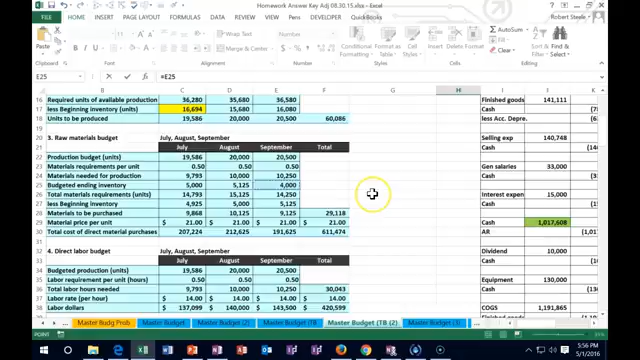 Homework Answer Key Adj 08.30.15.xlsx - Excel
FILE HOME INSERT PAGE LAYOUT FORMULAS DATA REVIEW VIEW DEVELOPER QuickBooks Robert Steele
Paste Font Alignment Number Conditional Formatting Format as Table Cell Styles Cells AutoSum Fill Clear Sort & Filter Find & Select
Clipboard Styles Editing
E25 =E25
B C D E F G H I J
16 Required units of available production 36,280 35,680 36,580 Finished goods 141,111
17 less Beginning inventory (units) 16,694 15,680 16,080 Cash
18 Units to be produced 19,586 20,000 20,500 60,086 less Acc. Depre.
20 3. Raw materials budget July, August, September Selling exp 140,748
21 July August September Total Cash
22 Production budget (units) 19,586 20,000 20,500
23 Materials requirements per unit 0.50 0.50 0.50 Gen salaries 33,000
24 Materials needed for production 9,793 10,000 10,250 Cash
25 Budgeted ending inventory 5,000 5,125 4,000
26 Total materials requirements (units) 14,793 15,125 14,250 Interest expen 15,000
27 less Beginning inventory 4,925 5,000 5,125 Cash
28 Materials to be purchased 9,868 10,125 9,125 29,118
29 Material price per unit $ 21.00 $ 21.00 $ 21.00 $ 21.00 Cash 1,017,608
30 Total cost of direct material purchases 207,224 212,625 191,625 611,474 AR
32 4. Direct labor budget July, August, September Dividend 10,000
33 July August September Total Cash
34 Budgeted production (units) 19,586 20,000 20,500
35 Labor requirements per unit (hours) 0.50 0.50 0.50 Equipment 130,000
36 Total labor hours needed 9,793 10,000 10,250 30,043 Cash
37 Labor rate (per hour) $ 14.00 $ 14.00 $ 14.00 $ 14.00
38 Labor dollars $ 137,099 $ 140,000 $ 143,500 $ 420,599 COGS 1,191,865
Master Budg.Prob Master Budget Master Budget (2) Master Budget (TB Master Budget (TB (2) Master Budget (3)
POINT
5:56 PM
5/1/2016